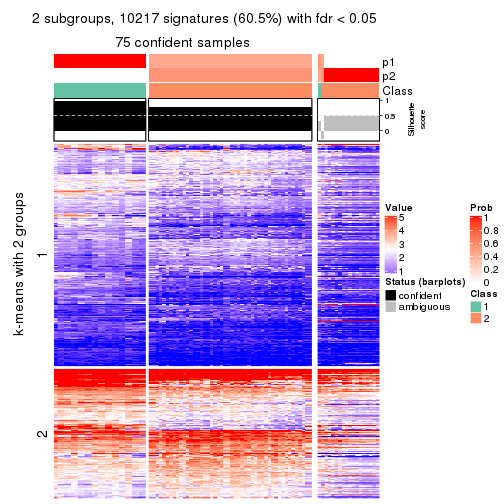 2 subgroups, 10217 signatures (60.5%) with fdr < 0.05
75 confident samples
p1
p2
Class
1
0.5
0
Silhouette
score
k-means with 2 groups
1
2
Value
5
4
3
2
1
Status (barplots)
confident
ambiguous
Prob
1
0.8
0.6
0.4
0.2
0
Class
1
2